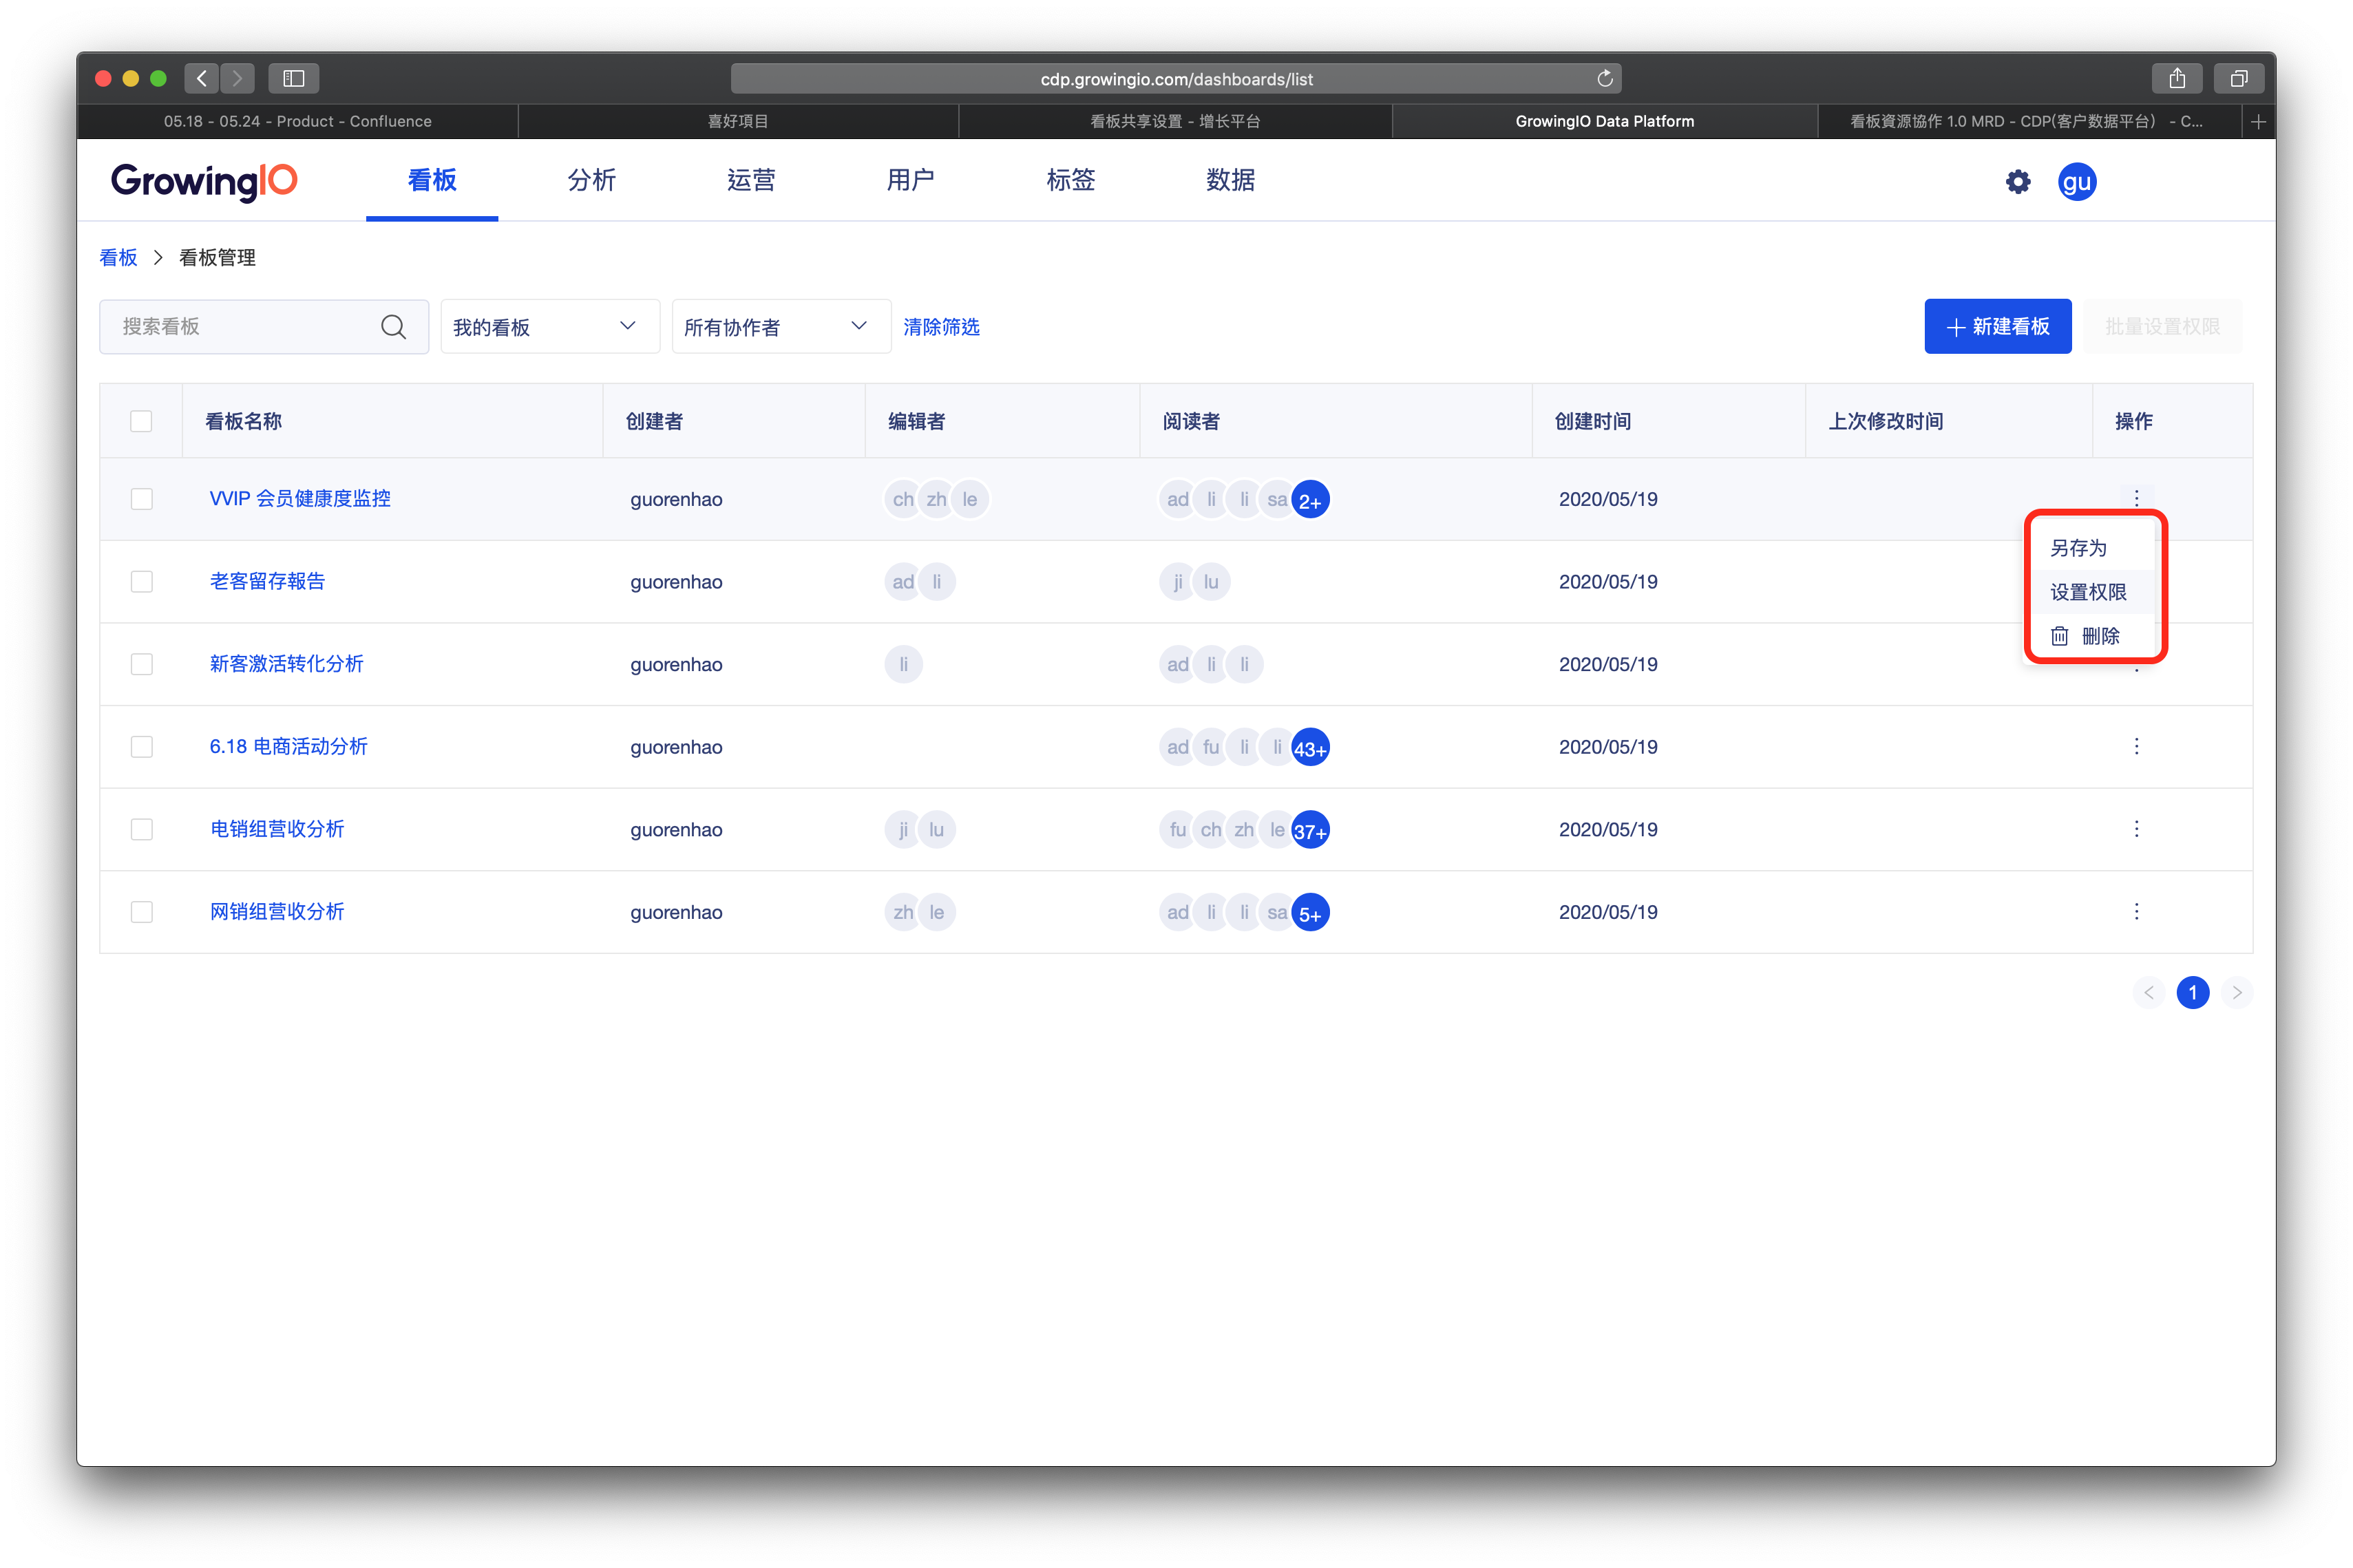 cdp.growingio.com/dashboards/list
05.18 - 05.24 - Product - Confluence
喜好項目
看板共享设置 - 增长平台
GrowingIO Data Platform
看板資源協作 1.0 MRD - CDP(客户数据平台） - C...
GrowingIO
看板
分析
运营
用户
标签
数据
gu
看板 > 看板管理
搜索看板
我的看板
所有协作者
清除筛选
+ 新建看板
批量设置权限
看板名称 创建者 编辑者 阅读者 创建时间 上次修改时间 操作
VVIP 会员健康度监控 guorenhao ch zh le ad li li sa 2+ 2020/05/19
另存为
设置权限
删除
老客留存報告 guorenhao ad li ji lu 2020/05/19
新客激活转化分析 guorenhao li ad li li 2020/05/19
6.18 电商活动分析 guorenhao ad fu li li 43+ 2020/05/19
电销组营收分析 guorenhao ji lu fu ch zh le 37+ 2020/05/19
网销组营收分析 guorenhao zh le ad li li sa 5+ 2020/05/19
< 1 >